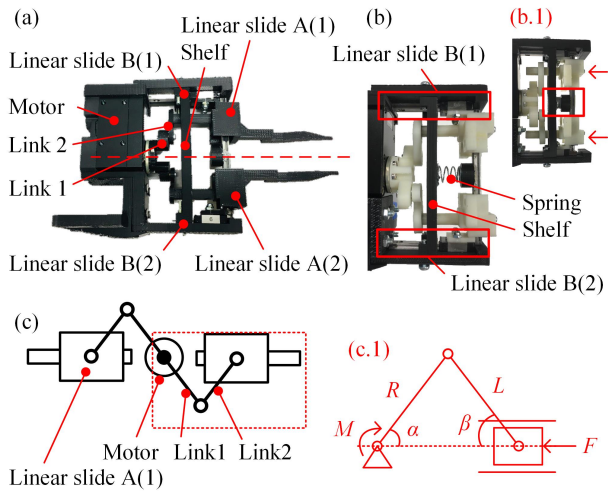 (a)
Linear slide A(1)
Linear slide B(1)
Shelf
Motor
Link 2
Link 1
Linear slide B(2)
Linear slide A(2)
(b)
Linear slide B(1)
(b.1)
Spring
Shelf
Linear slide B(2)
(c)
Motor
Link1
Link2
Linear slide A(1)
(c.1)
R
L
M
α
β
F